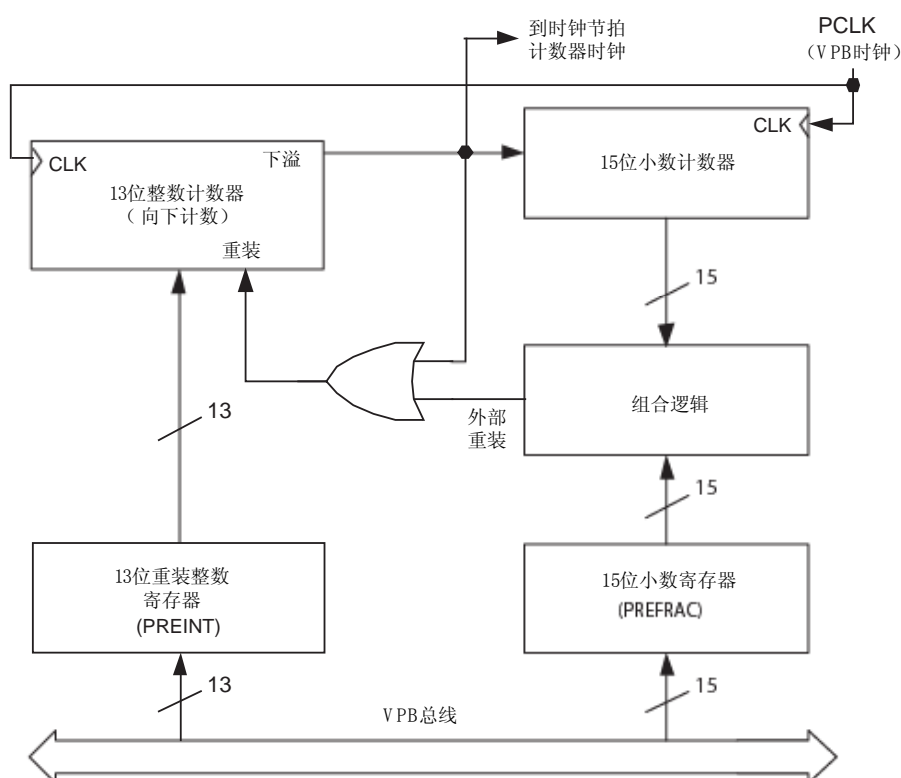 到时钟节拍
计数器时钟
PCLK
（VPB时钟）
CLK
下溢
13位整数计数器
（向下计数）
重装
CLK
15位小数计数器
15
13
外部
重装
组合逻辑
15
13位重装整数
寄存器
(PREINT)
15位小数寄存器
(PREFRAC)
13
15
VPB总线